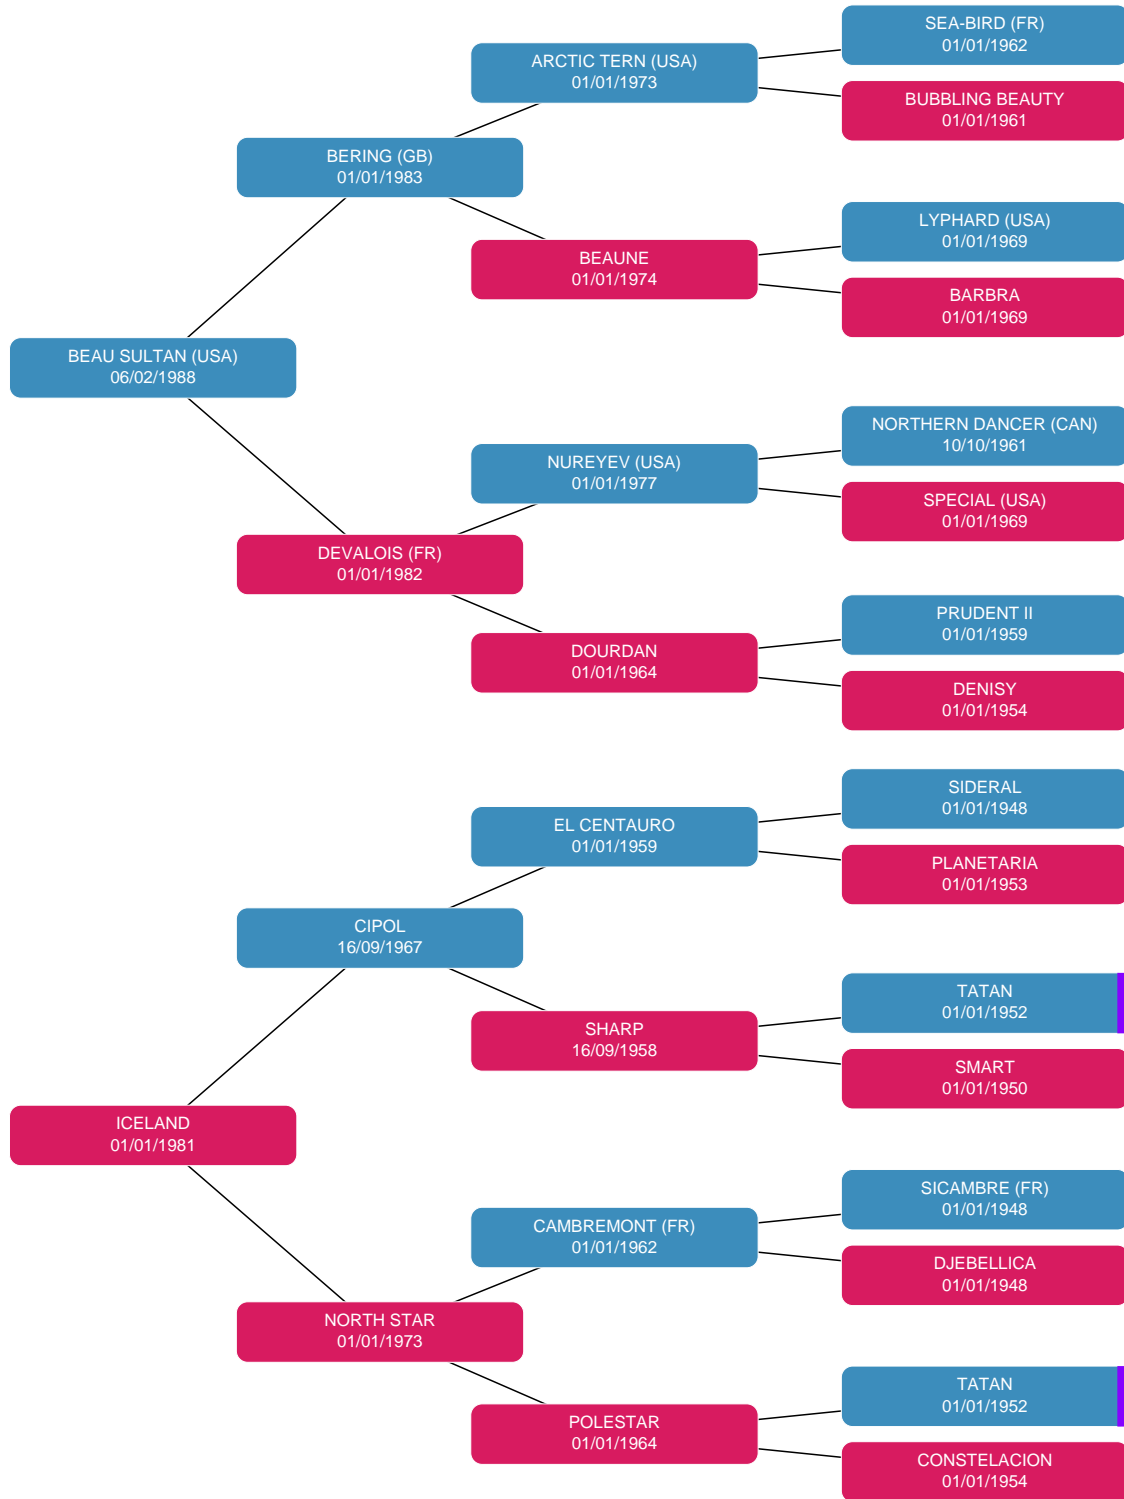 SEA-BIRD (FR)
01/01/1962
ARCTIC TERN (USA)
01/01/1973
BUBBLING BEAUTY
01/01/1961
BERING (GB)
01/01/1983
LYPHARD (USA)
01/01/1969
BEAUNE
01/01/1974
BARBRA
01/01/1969
BEAU SULTAN (USA)
06/02/1988
NORTHERN DANCER (CAN)
10/10/1961
NUREYEV (USA)
01/01/1977
SPECIAL (USA)
01/01/1969
DEVALOIS (FR)
01/01/1982
PRUDENT II
01/01/1959
DOURDAN
01/01/1964
DENISY
01/01/1954
SIDERAL
01/01/1948
EL CENTAURO
01/01/1959
PLANETARIA
01/01/1953
CIPOL
16/09/1967
TATAN
01/01/1952
SHARP
16/09/1958
SMART
01/01/1950
ICELAND
01/01/1981
SICAMBRE (FR)
01/01/1948
CAMBREMONT (FR)
01/01/1962
DJEBELLICA
01/01/1948
NORTH STAR
01/01/1973
TATAN
01/01/1952
POLESTAR
01/01/1964
CONSTELACION
01/01/1954